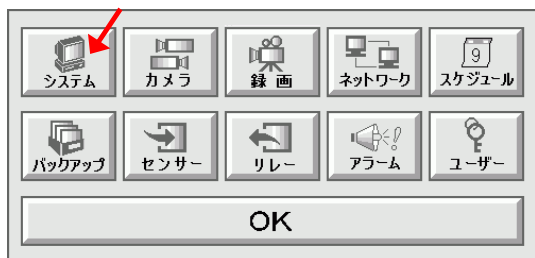 システム カメラ 録画 ネットワーク 9 スケジュール
バックアップ センサー リレー アラーム ユーザー
OK